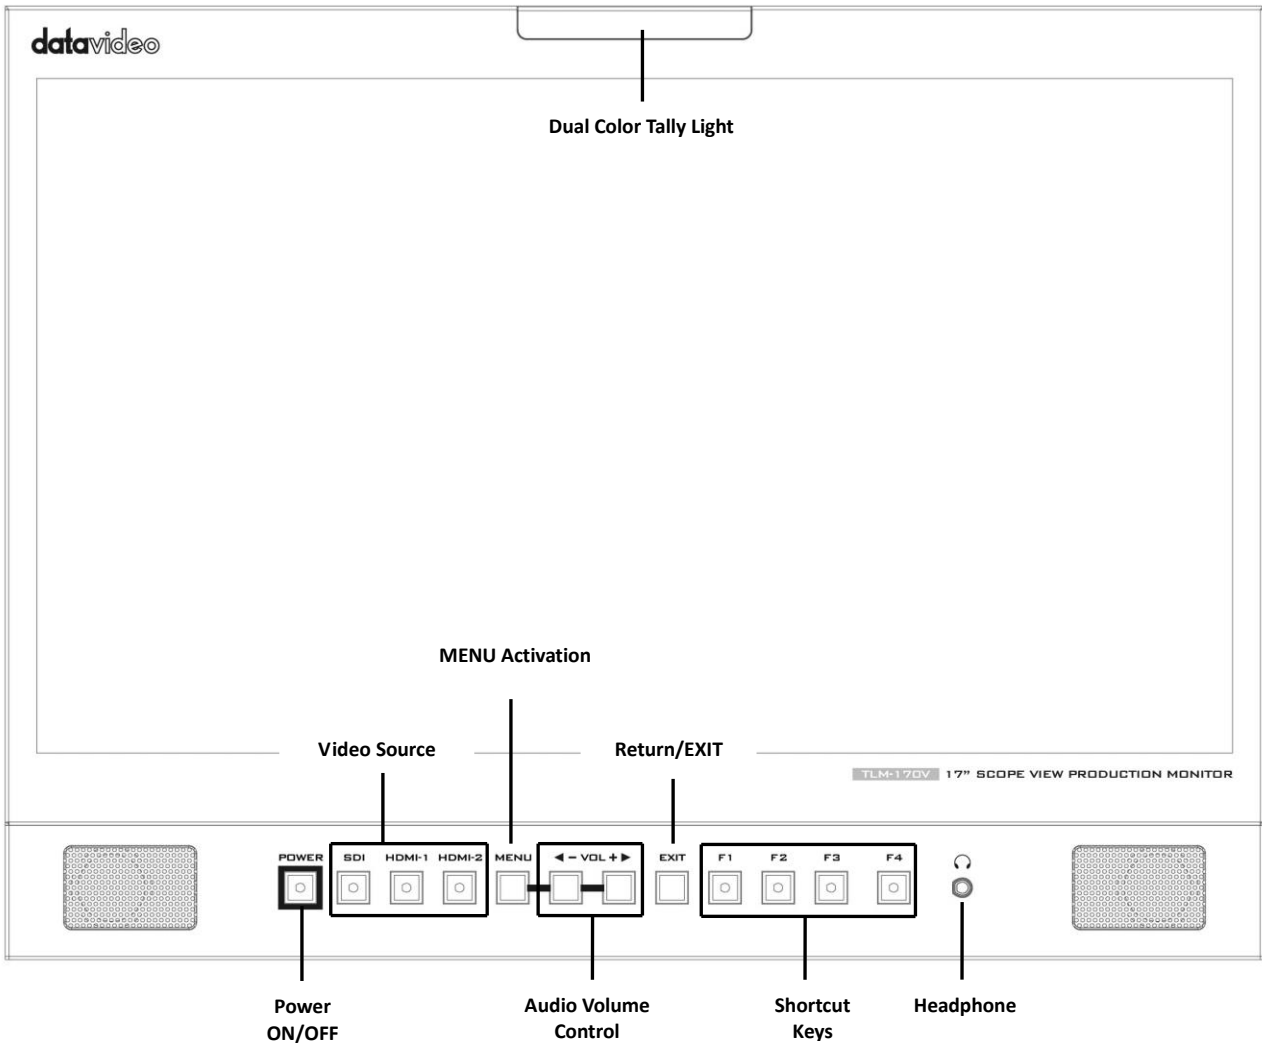 datavideo
Dual Color Tally Light
MENU Activation
Video Source
Return/EXIT
TLM-170V 17" SCOPE VIEW PRODUCTION MONITOR
POWER SDI HDMI-1 HDMI-2 MENU ◀ - VOL + ▶ EXIT F1 F2 F3 F4
Power
ON/OFF
Audio Volume
Control
Shortcut
Keys
Headphone